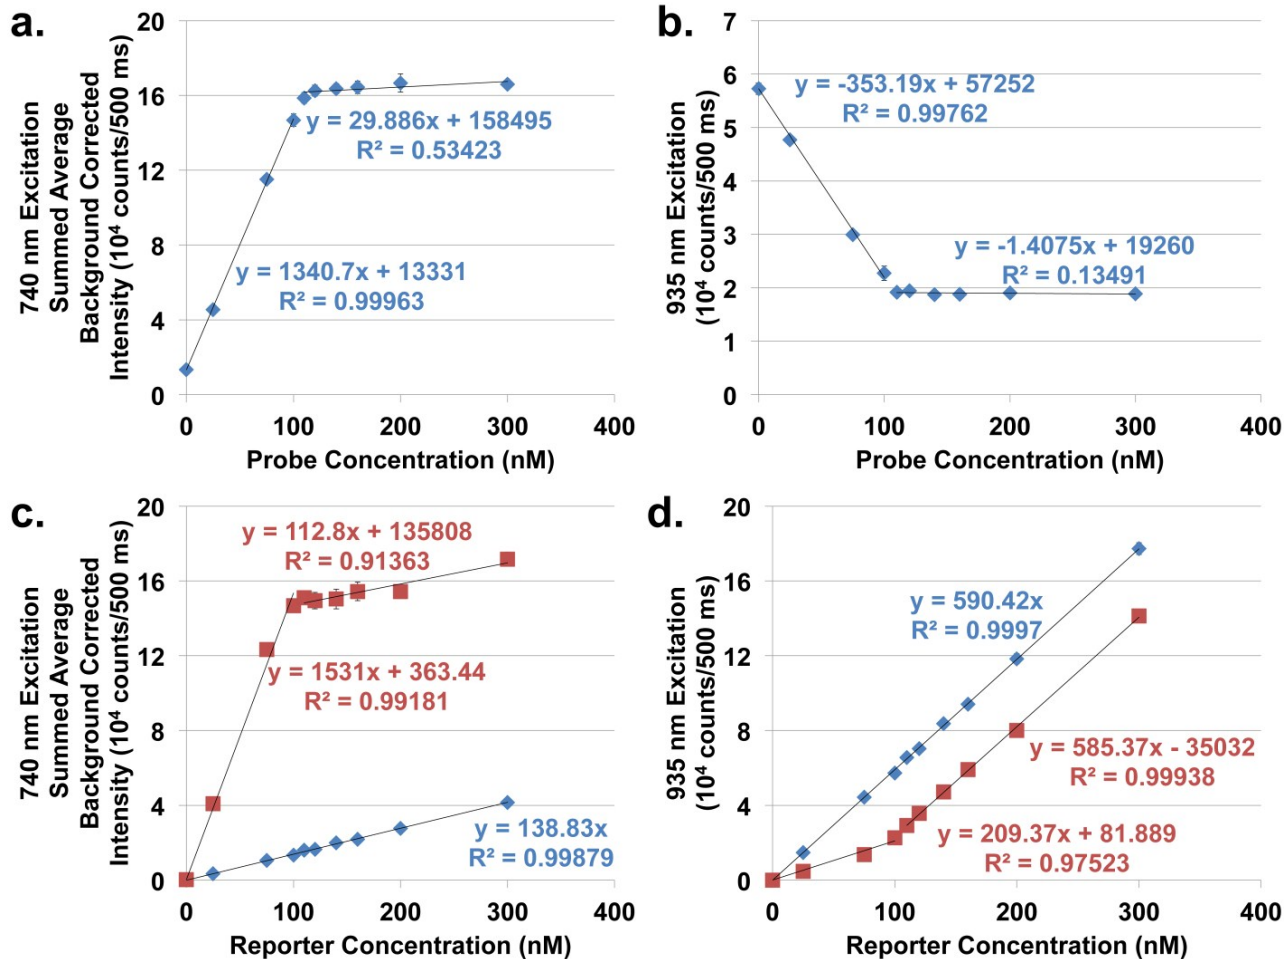 a.
740 nm Excitation
Summed Average
Background Corrected
Intensity (10⁴ counts/500 ms)
20
16
12
8
4
0
y = 29.886x + 158495
R² = 0.53423
y = 1340.7x + 13331
R² = 0.99963
0 100 200 300 400
Probe Concentration (nM)
b.
935 nm Excitation
(10⁴ counts/500 ms)
7
6
5
4
3
2
1
0
y = -353.19x + 57252
R² = 0.99762
y = -1.4075x + 19260
R² = 0.13491
0 100 200 300 400
Probe Concentration (nM)
c.
740 nm Excitation
Summed Average
Background Corrected
Intensity (10⁴ counts/500 ms)
20
16
12
8
4
0
y = 112.8x + 135808
R² = 0.91363
y = 1531x + 363.44
R² = 0.99181
y = 138.83x
R² = 0.99879
0 100 200 300 400
Reporter Concentration (nM)
d.
935 nm Excitation
(10⁴ counts/500 ms)
20
16
12
8
4
0
y = 590.42x
R² = 0.9997
y = 585.37x - 35032
R² = 0.99938
y = 209.37x + 81.889
R² = 0.97523
0 100 200 300 400
Reporter Concentration (nM)